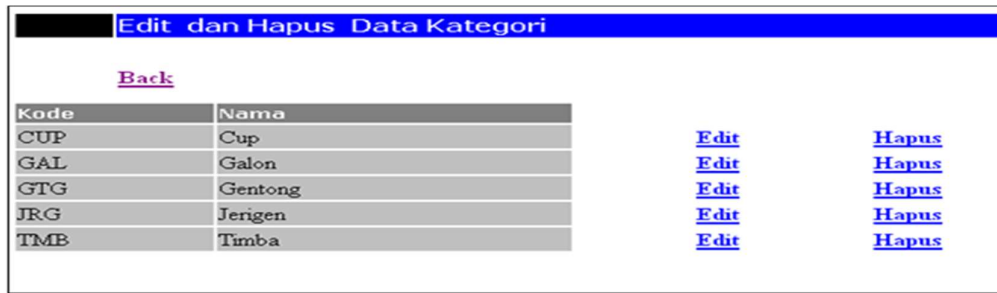 Edit dan Hapus Data Kategori
Back
Kode Nama
CUP Cup Edit Hapus
GAL Galon Edit Hapus
GTG Gentong Edit Hapus
JRG Jerigen Edit Hapus
TMB Timba Edit Hapus